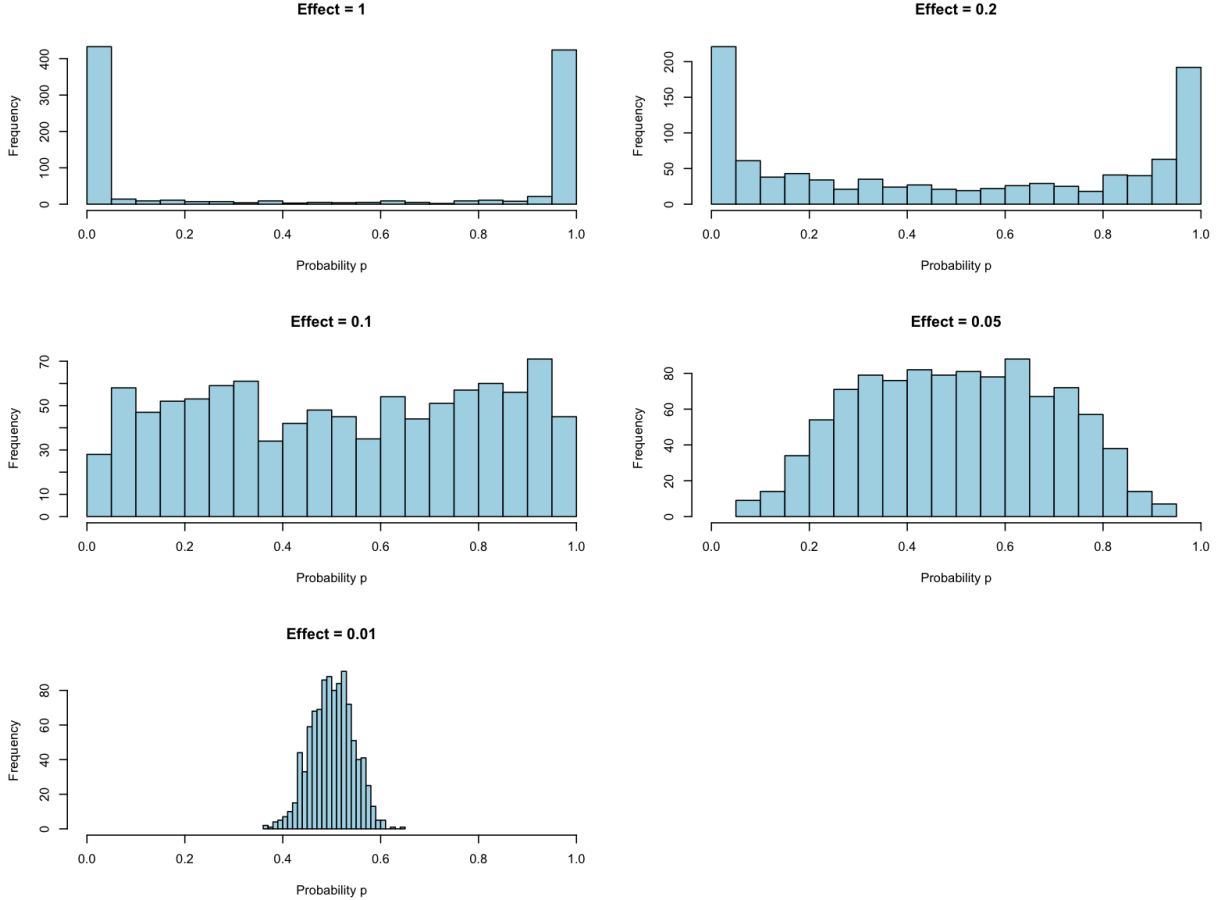 Effect = 1
Frequency
0 100 200 300 400
0.0 0.2 0.4 0.6 0.8 1.0
Probability p
Effect = 0.2
Frequency
0 50 100 150 200
0.0 0.2 0.4 0.6 0.8 1.0
Probability p
Effect = 0.1
Frequency
0 10 30 50 70
0.0 0.2 0.4 0.6 0.8 1.0
Probability p
Effect = 0.05
Frequency
0 20 40 60 80
0.0 0.2 0.4 0.6 0.8 1.0
Probability p
Effect = 0.01
Frequency
0 20 40 60 80
0.0 0.2 0.4 0.6 0.8 1.0
Probability p